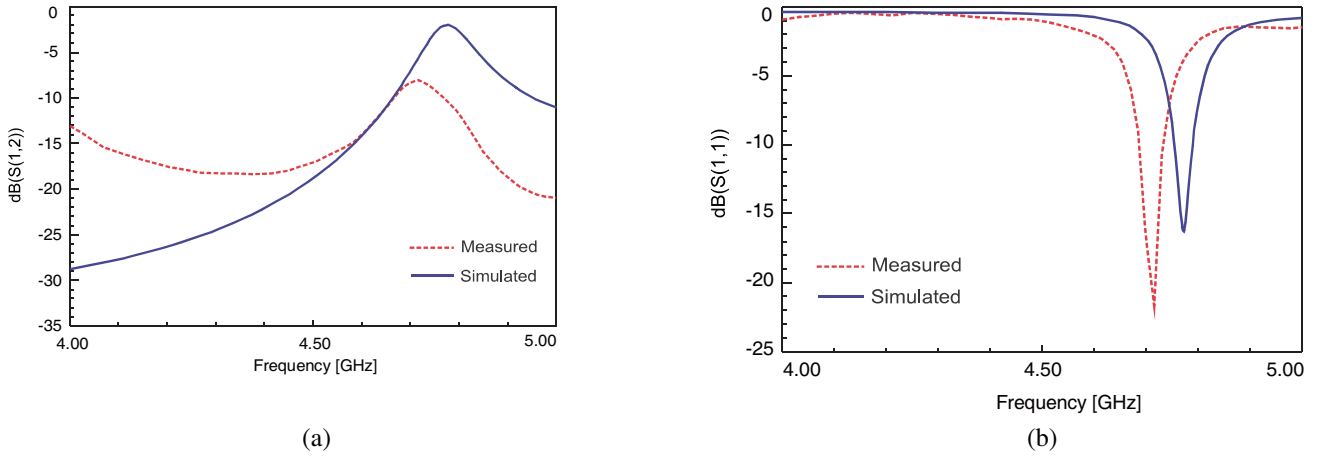 0
-5
-10
-15
-20
-25
-30
-35
dB(S(1,2))
Measured
Simulated
4.00 4.50 5.00
Frequency [GHz]
(a)
0
-5
-10
-15
-20
-25
dB(S(1,1))
Measured
Simulated
4.00 4.50 5.00
Frequency [GHz]
(b)